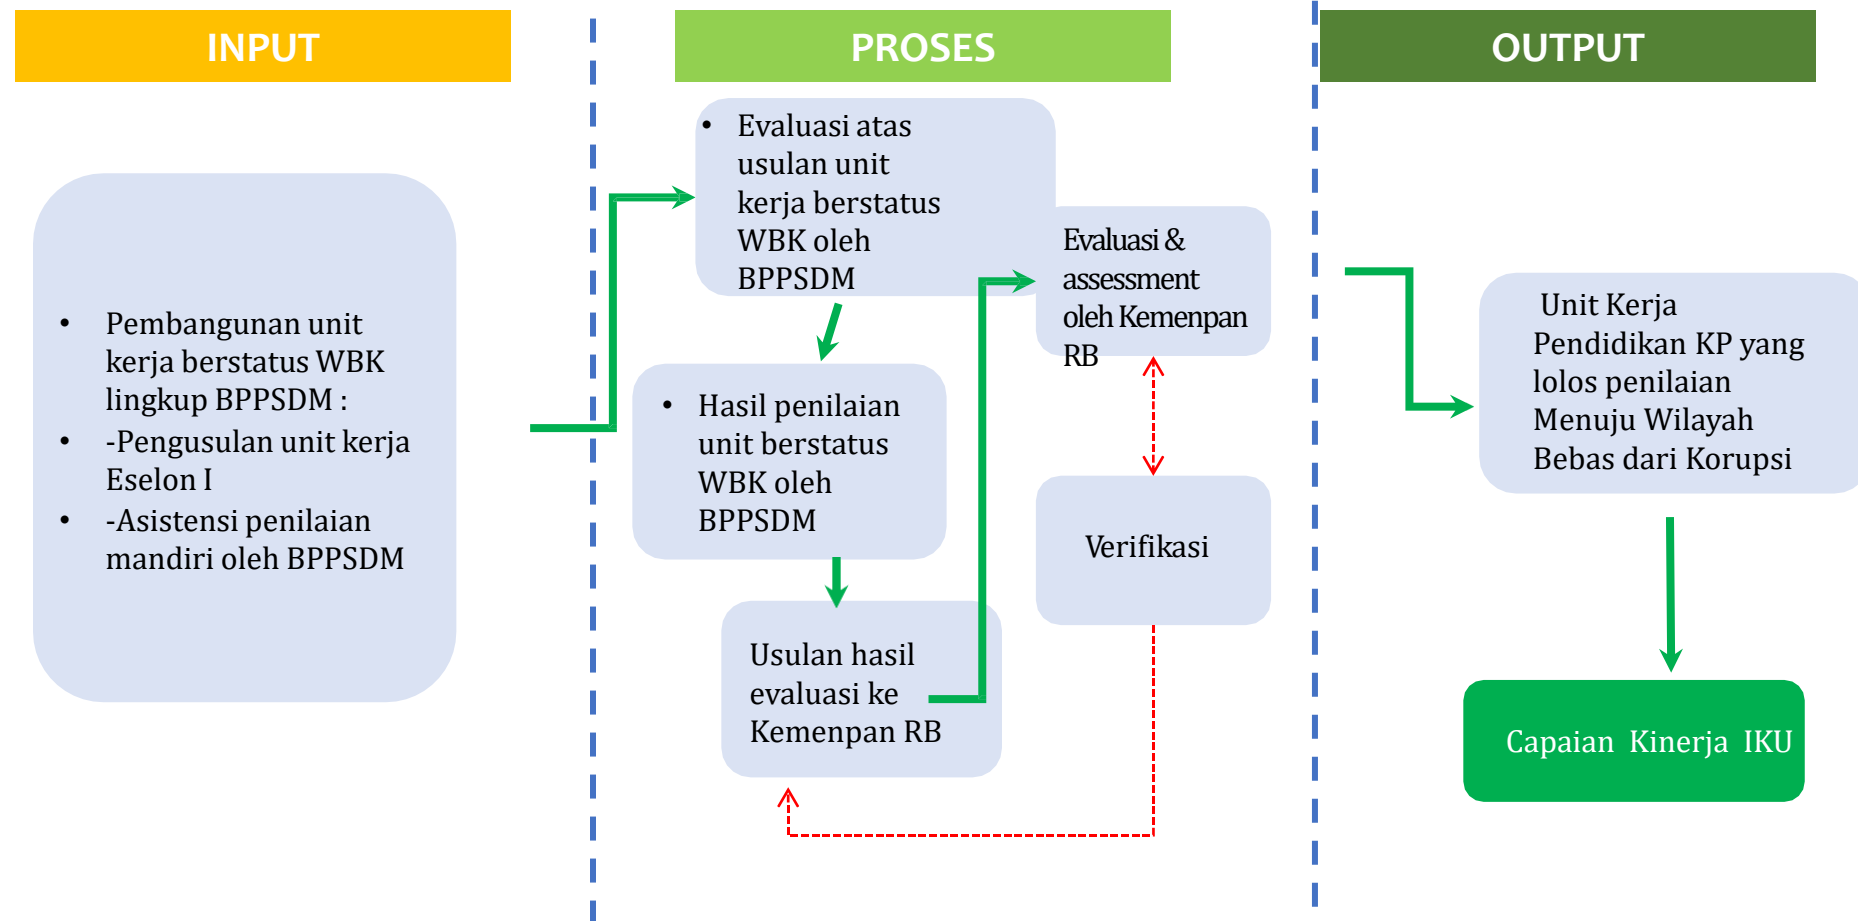 INPUT
PROSES
OUTPUT
• Pembangunan unit
kerja berstatus WBK
lingkup BPPSDM :
• -Pengusulan unit kerja
Eselon I
• -Asistensi penilaian
mandiri oleh BPPSDM
• Evaluasi atas
usulan unit
kerja berstatus
WBK oleh
BPPSDM
• Hasil penilaian
unit berstatus
WBK oleh
BPPSDM
Usulan hasil
evaluasi ke
Kemenpan RB
Evaluasi &
assessment
oleh Kemenpan
RB
Verifikasi
Unit Kerja
Pendidikan KP yang
lolos penilaian
Menuju Wilayah
Bebas dari Korupsi
Capaian Kinerja IKU